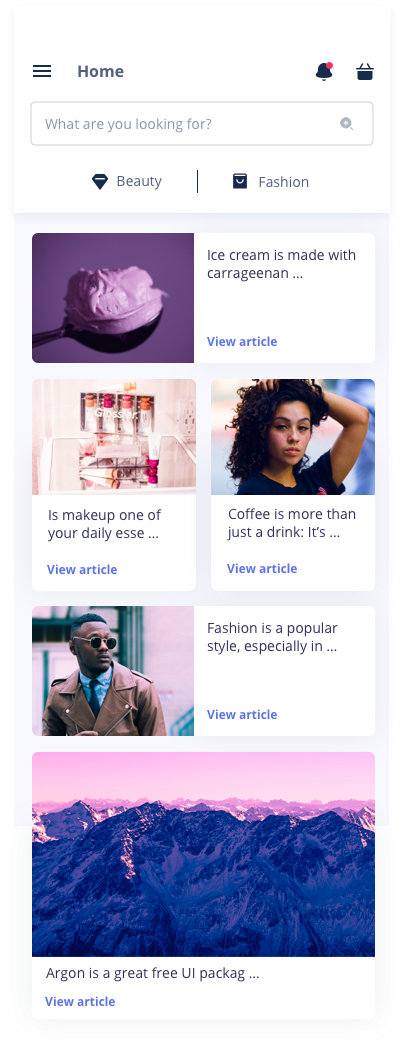 Home
What are you looking for?
Beauty
Fashion
Ice cream is made with
carrageenan ...
View article
Glossier.
Is makeup one of
your daily esse ...
View article
Coffee is more than
just a drink: It’s ...
View article
Fashion is a popular
style, especially in ...
View article
Argon is a great free UI packag ...
View article